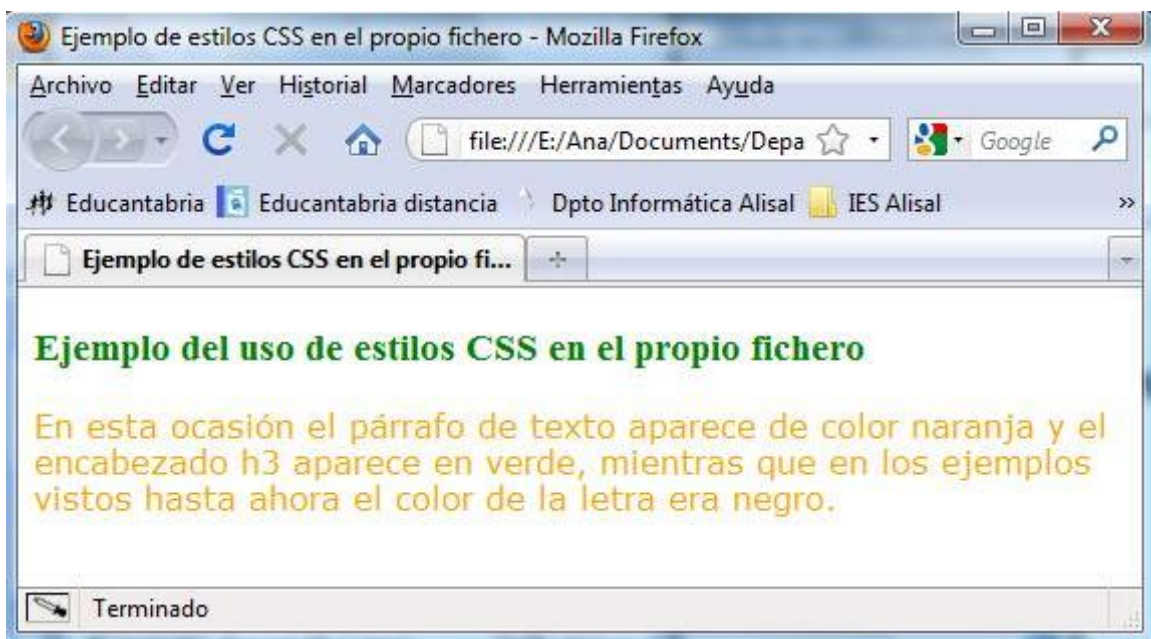 Ejemplo de estilos CSS en el propio fichero - Mozilla Firefox
Archivo Editar Ver Historial Marcadores Herramientas Ayuda
file:///E:/Ana/Documents/Depa Google
Educantabria Educantabria distancia Dpto Informática Alisal IES Alisal »
Ejemplo de estilos CSS en el propio fi...
Ejemplo del uso de estilos CSS en el propio fichero
En esta ocasión el párrafo de texto aparece de color naranja y el
encabezado h3 aparece en verde, mientras que en los ejemplos
vistos hasta ahora el color de la letra era negro.
Terminado